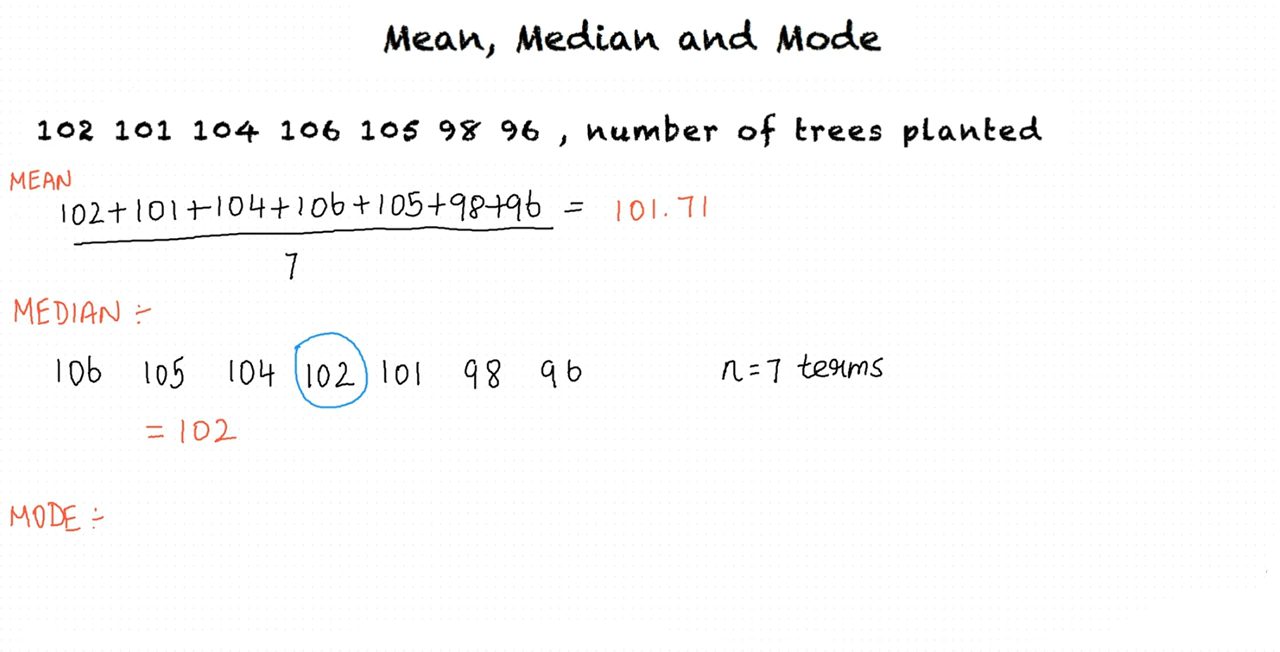 Mean, Median and Mode
102 101 104 106 105 98 96 , number of trees planted
MEAN
102+101+104+106+105+98+96 = 101.71
7
MEDIAN :-
106 105 104 102 101 98 96 n=7 terms
= 102
MODE :-